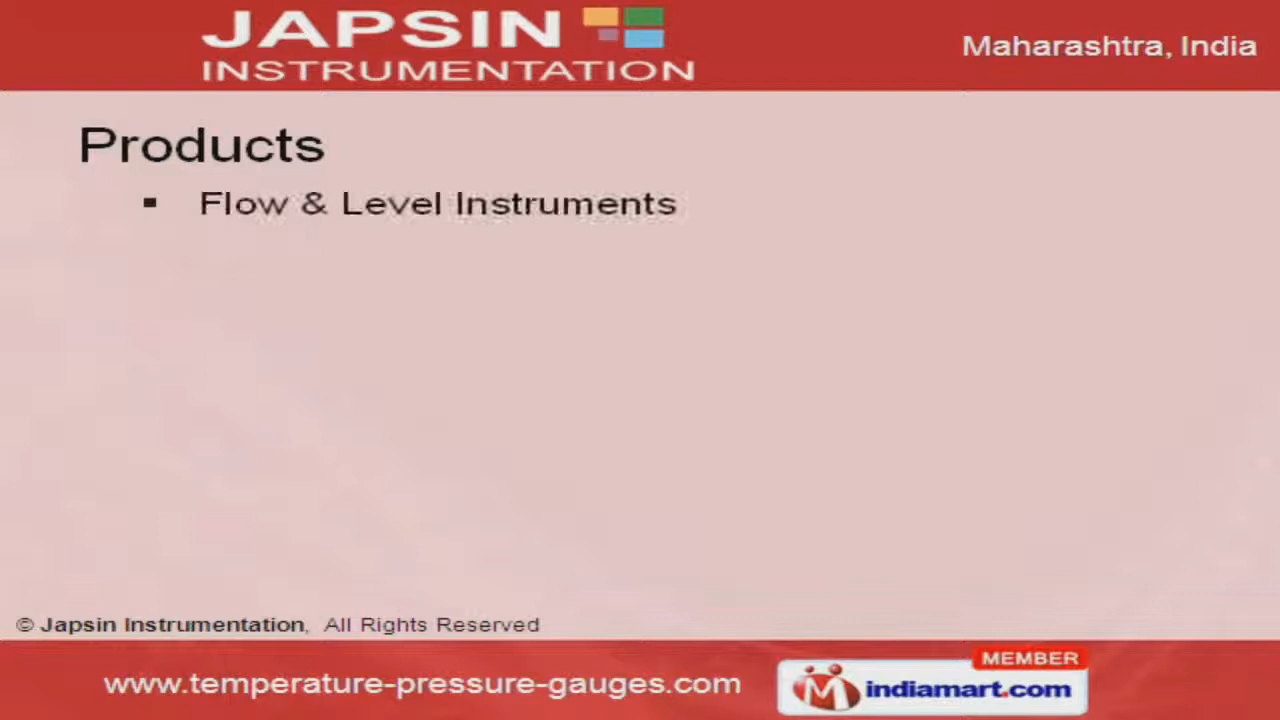 JAPSIN
INSTRUMENTATION
Maharashtra, India
Products
▪ Flow & Level Instruments
© Japsin Instrumentation, All Rights Reserved
www.temperature-pressure-gauges.com
MEMBER
indiamart.com